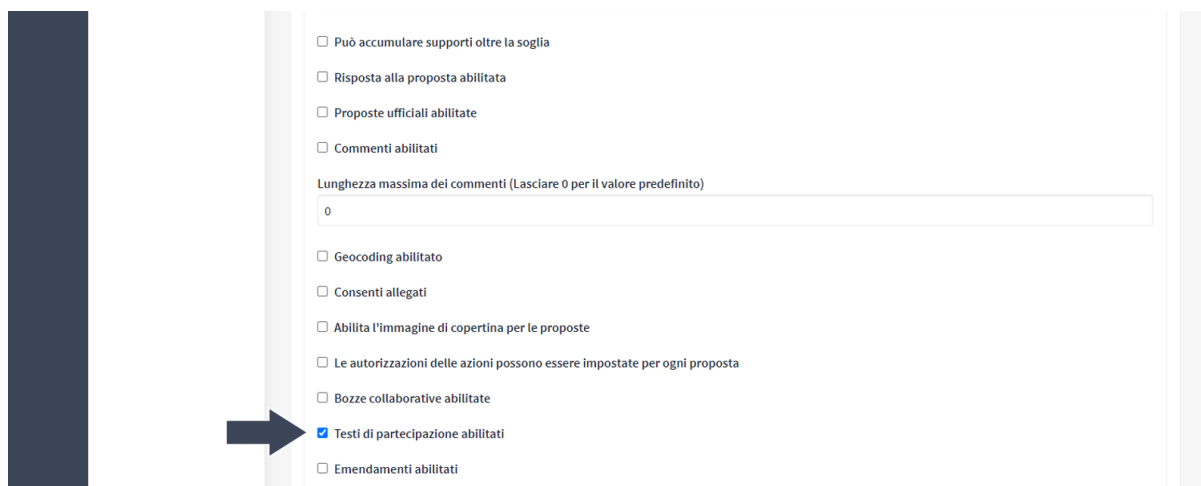 Può accumulare supporti oltre la soglia
Risposta alla proposta abilitata
Proposte ufficiali abilitate
Commenti abilitati
Lunghezza massima dei commenti (Lasciare 0 per il valore predefinito)
0
Geocoding abilitato
Consenti allegati
Abilita l'immagine di copertina per le proposte
Le autorizzazioni delle azioni possono essere impostate per ogni proposta
Bozze collaborative abilitate
Testi di partecipazione abilitati
Emendamenti abilitati